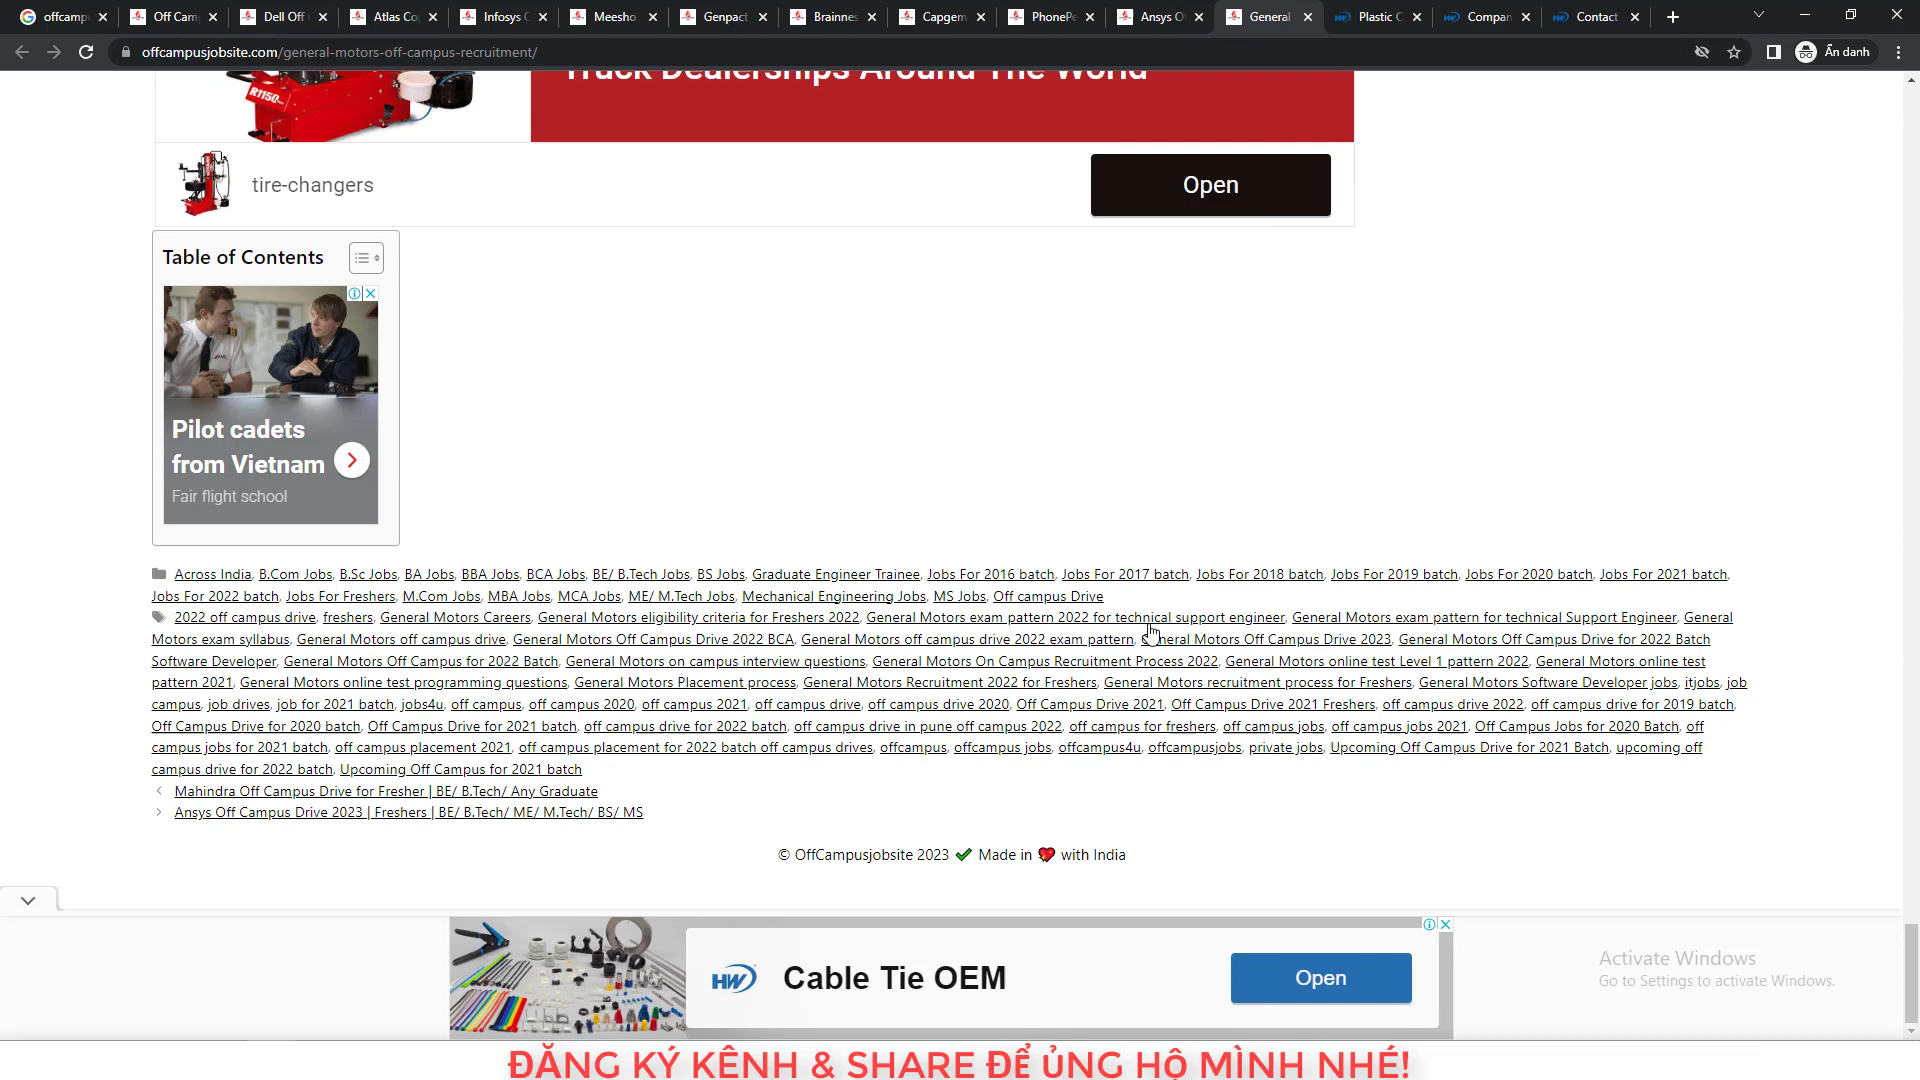 offcamp
Off Cam
Dell Off
Atlas Co
Infosys C
Meesho
Genpact
Brainnes
Capgem
PhonePe
Ansys O
General
Plastic C
Compan
Contact
offcampusjobsite.com/general-motors-off-campus-recruitment/
Ẩn danh
Truck Dealerships Around The World
R1150
tire-changers
Open
Table of Contents
Pilot cadets
from Vietnam
Fair flight school
Across India, B.Com Jobs, B.Sc Jobs, BA Jobs, BBA Jobs, BCA Jobs, BE/ B.Tech Jobs, BS Jobs, Graduate Engineer Trainee, Jobs For 2016 batch, Jobs For 2017 batch, Jobs For 2018 batch, Jobs For 2019 batch, Jobs For 2020 batch, Jobs For 2021 batch,
Jobs For 2022 batch, Jobs For Freshers, M.Com Jobs, MBA Jobs, MCA Jobs, ME/ M.Tech Jobs, Mechanical Engineering Jobs, MS Jobs, Off campus Drive
2022 off campus drive, freshers, General Motors Careers, General Motors eligibility criteria for Freshers 2022, General Motors exam pattern 2022 for technical support engineer, General Motors exam pattern for technical Support Engineer, General
Motors exam syllabus, General Motors off campus drive, General Motors Off Campus Drive 2022 BCA, General Motors off campus drive 2022 exam pattern, General Motors Off Campus Drive 2023, General Motors Off Campus Drive for 2022 Batch
Software Developer, General Motors Off Campus for 2022 Batch, General Motors on campus interview questions, General Motors On Campus Recruitment Process 2022, General Motors online test Level 1 pattern 2022, General Motors online test
pattern 2021, General Motors online test programming questions, General Motors Placement process, General Motors Recruitment 2022 for Freshers, General Motors recruitment process for Freshers, General Motors Software Developer jobs, itjobs, job
campus, job drives, job for 2021 batch, jobs4u, off campus, off campus 2020, off campus 2021, off campus drive, off campus drive 2020, Off Campus Drive 2021, Off Campus Drive 2021 Freshers, off campus drive 2022, off campus drive for 2019 batch,
Off Campus Drive for 2020 batch, Off Campus Drive for 2021 batch, off campus drive for 2022 batch, off campus drive in pune off campus 2022, off campus for freshers, off campus jobs, off campus jobs 2021, Off Campus Jobs for 2020 Batch, off
campus jobs for 2021 batch, off campus placement 2021, off campus placement for 2022 batch off campus drives, offcampus, offcampus jobs, offcampus4u, offcampusjobs, private jobs, Upcoming Off Campus Drive for 2021 Batch, upcoming off
campus drive for 2022 batch, Upcoming Off Campus for 2021 batch
Mahindra Off Campus Drive for Fresher | BE/ B.Tech/ Any Graduate
Ansys Off Campus Drive 2023 | Freshers | BE/ B.Tech/ ME/ M.Tech/ BS/ MS
© OffCampusjobsite 2023 ✔ Made in 💖 with India
HW
Cable Tie OEM
Open
Activate Windows
Go to Settings to activate Windows.
ĐĂNG KÝ KÊNH & SHARE ĐỂ ỦNG HỘ MÌNH NHÉ!